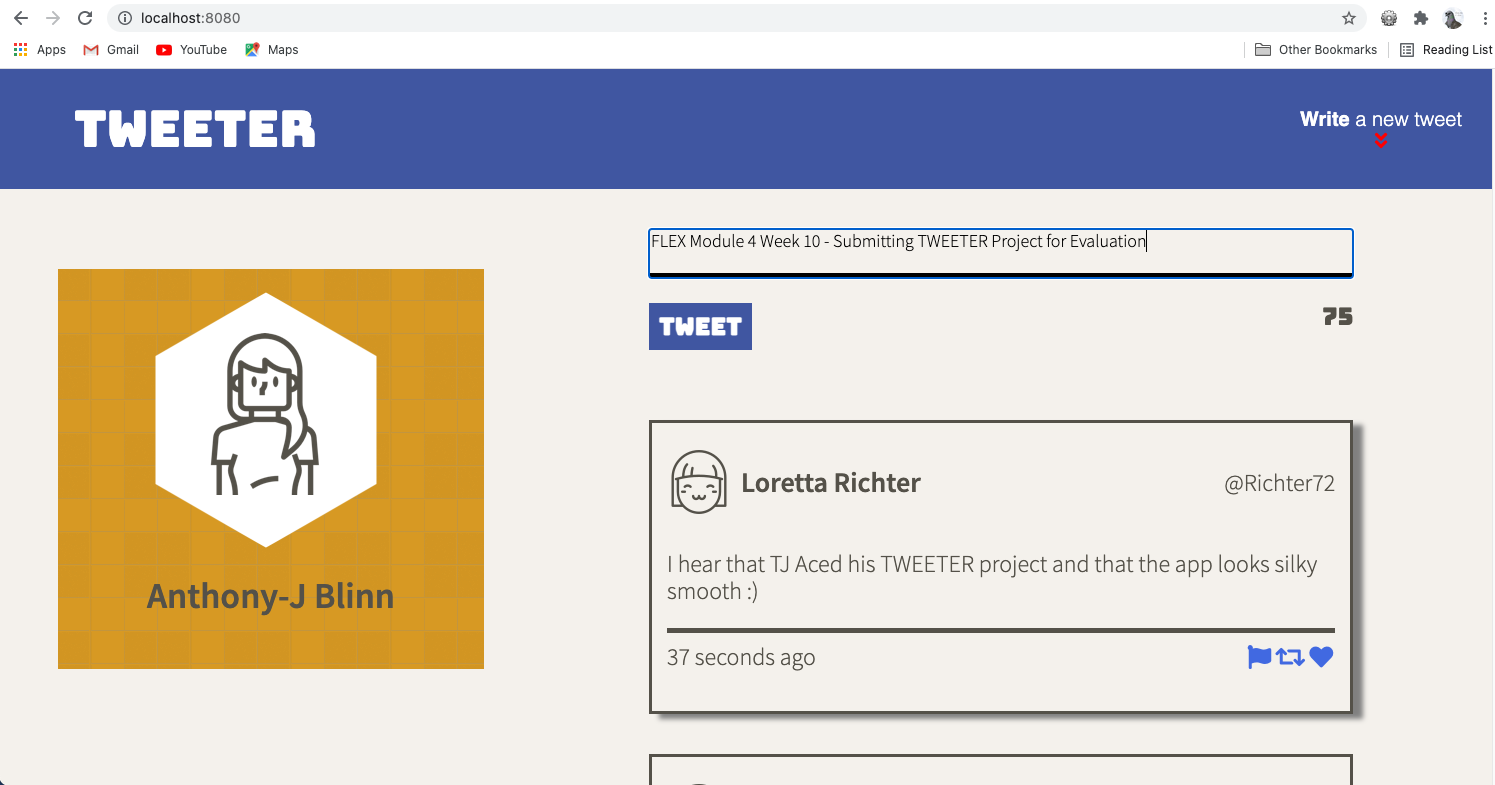 localhost:8080
Apps Gmail YouTube Maps Other Bookmarks Reading List
TWEETER
Write a new tweet
FLEX Module 4 Week 10 - Submitting TWEETER Project for Evaluation
TWEET 75
Anthony-J Blinn
Loretta Richter @Richter72
I hear that TJ Aced his TWEETER project and that the app looks silky
smooth :)
37 seconds ago